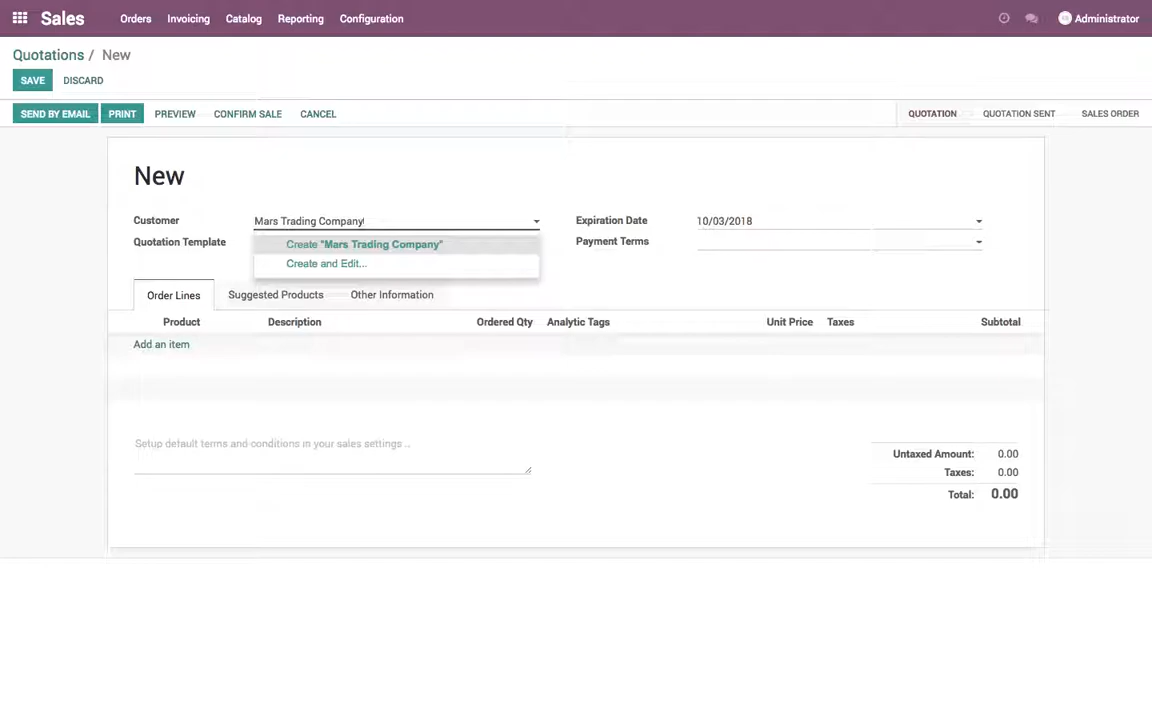 Sales Orders Invoicing Catalog Reporting Configuration Administrator
Quotations / New
SAVE DISCARD
SEND BY EMAIL PRINT PREVIEW CONFIRM SALE CANCEL QUOTATION QUOTATION SENT SALES ORDER
New
Customer Mars Trading Company Expiration Date 10/03/2018
Quotation Template Create "Mars Trading Company" Payment Terms
Create and Edit...
Order Lines Suggested Products Other Information
Product Description Ordered Qty Analytic Tags Unit Price Taxes Subtotal
Add an item
Setup default terms and conditions in your sales settings ..
Untaxed Amount: 0.00
Taxes: 0.00
Total: 0.00